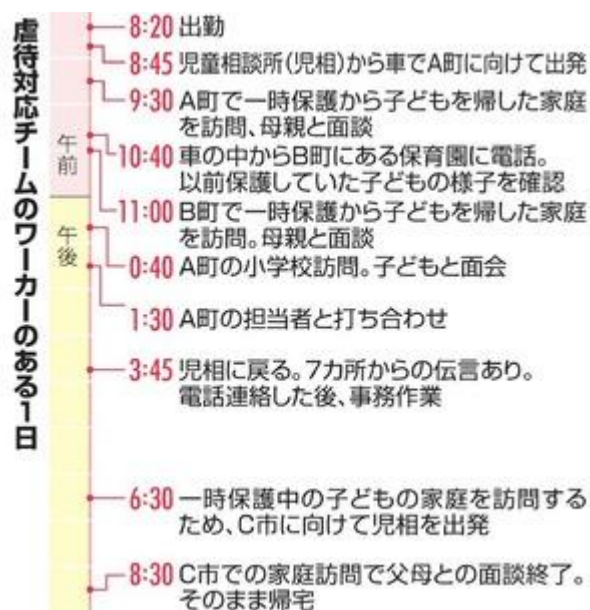 虐待対応チームのワーカーのある1日
午前
8:20 出勤
8:45 児童相談所(児相)から車でA町に向けて出発
9:30 A町で一時保護から子どもを帰した家庭
を訪問、母親と面談
10:40 車の中からB町にある保育園に電話。
以前保護していた子どもの様子を確認
11:00 B町で一時保護から子どもを帰した家庭
を訪問。母親と面談
午後
0:40 A町の小学校訪問。子どもと面会
1:30 A町の担当者と打ち合わせ
3:45 児相に戻る。7カ所からの伝言あり。
電話連絡した後、事務作業
6:30 一時保護中の子どもの家庭を訪問する
ため、C市に向けて児相を出発
8:30 C市での家庭訪問で父母との面談終了。
そのまま帰宅